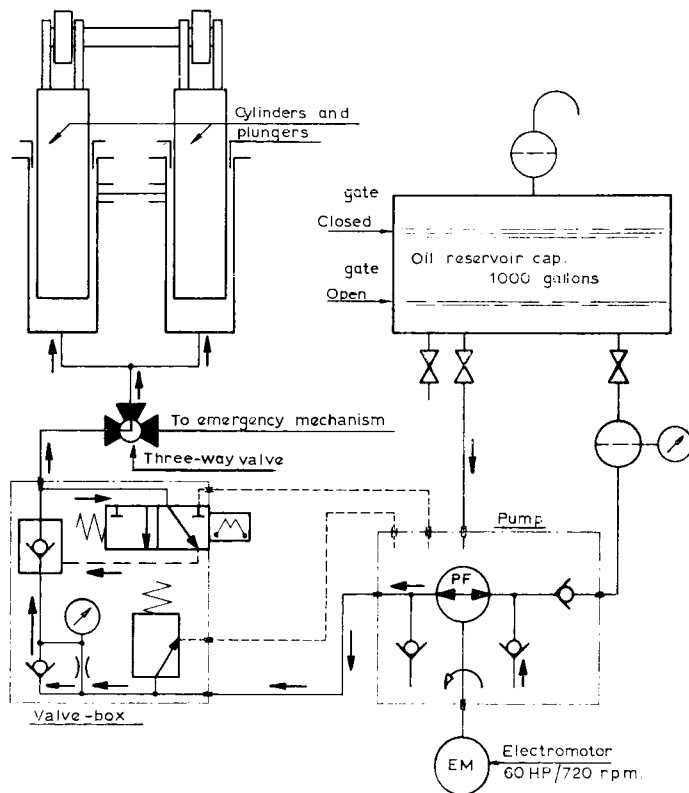 Cylinders and
plungers
gate
Closed
Oil reservoir cap.
1000 gallons
gate
Open
To emergency mechanism
Three-way valve
Pump
PF
Valve-box
EM
Electromotor
60 HP/720 rpm.